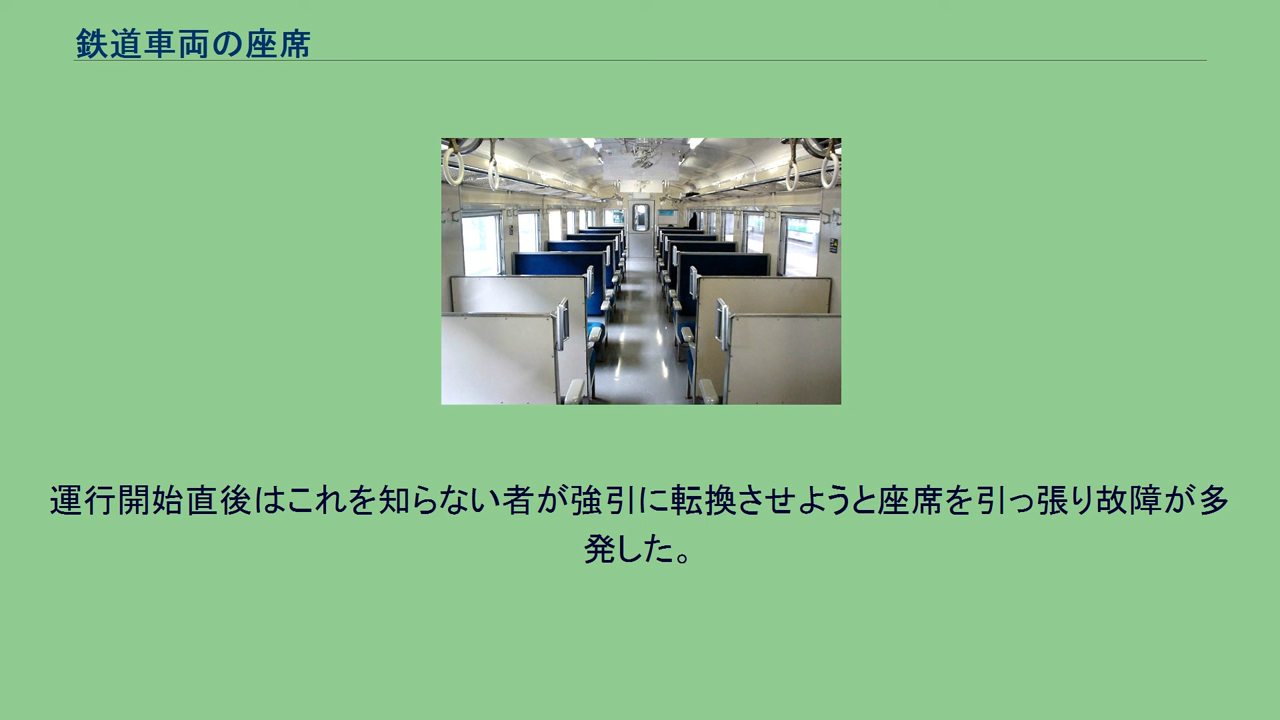 鉄道車両の座席
運行開始直後はこれを知らない者が強引に転換させようと座席を引っ張り故障が多
発した。